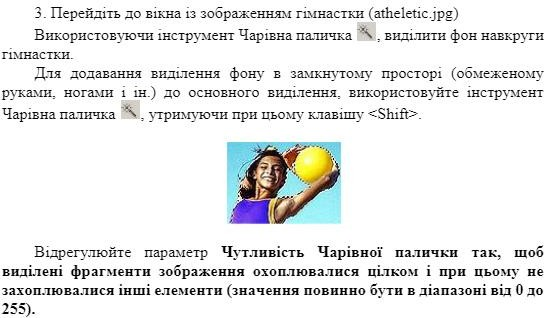 3. Перейдіть до вікна із зображенням гімнастки (atheletic.jpg)
Використовуючи інструмент Чарівна паличка , виділити фон навкруги
гімнастки.
Для додавання виділення фону в замкнутому просторі (обмеженому
руками, ногами і ін.) до основного виділення, використовуйте інструмент
Чарівна паличка , утримуючи при цьому клавішу <Shift>.
Відрегулюйте параметр Чутливість Чарівної палички так, щоб
виділені фрагменти зображення охоплювалися цілком і при цьому не
захоплювалися інші елементи (значення повинно бути в діапазоні від 0 до
255).